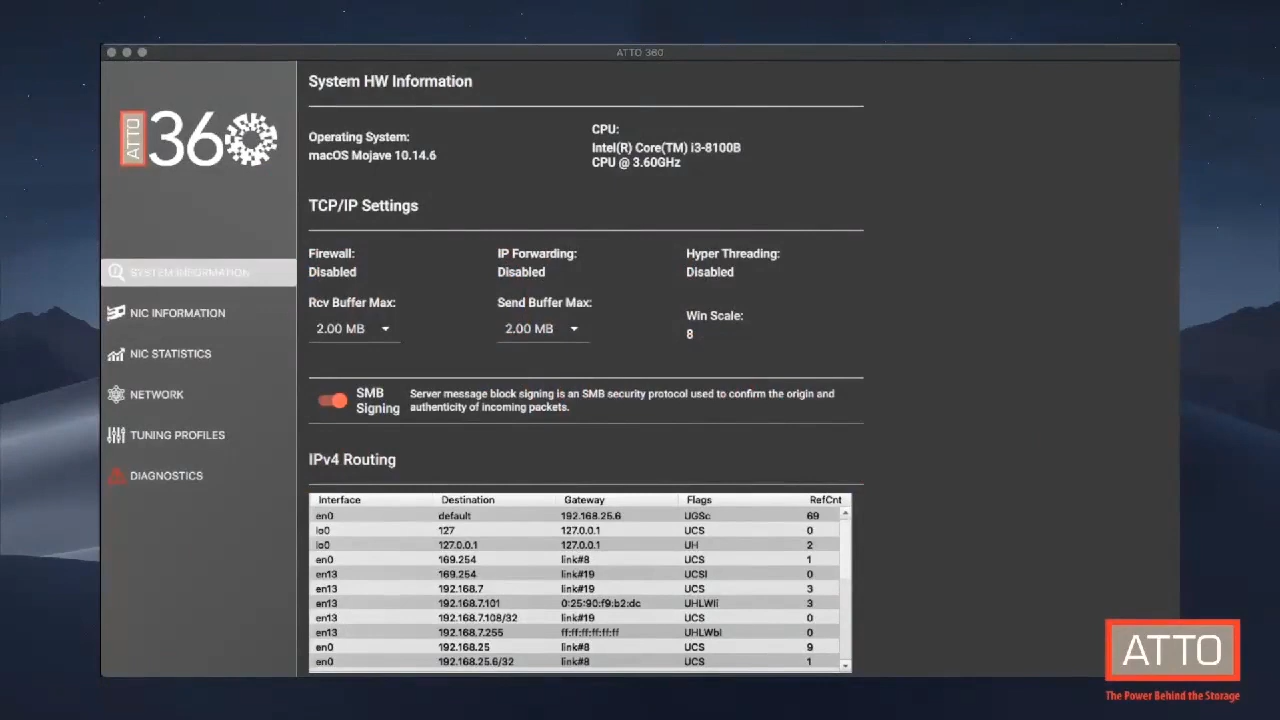 ATTO 360
ATTO 360
SYSTEM INFORMATION
NIC INFORMATION
NIC STATISTICS
NETWORK
TUNING PROFILES
DIAGNOSTICS
System HW Information
Operating System:
macOS Mojave 10.14.6
CPU:
Intel(R) Core(TM) i3-8100B
CPU @ 3.60GHz
TCP/IP Settings
Firewall: IP Forwarding: Hyper Threading:
Disabled Disabled Disabled
Rcv Buffer Max: Send Buffer Max: Win Scale:
2.00 MB 2.00 MB 8
SMB
Signing
Server message block signing is an SMB security protocol used to confirm the origin and
authenticity of incoming packets.
IPv4 Routing
Interface Destination Gateway Flags RefCnt
en0 default 192.168.25.6 UGSc 69
lo0 127 127.0.0.1 UCS 0
lo0 127.0.0.1 127.0.0.1 UH 2
en0 169.254 link#8 UCS 1
en13 169.254 link#19 UCSI 0
en13 192.168.7 link#19 UCS 3
en13 192.168.7.101 0:25:90:f9:b2:dc UHLWIi 3
en13 192.168.7.108/32 link#19 UCS 0
en13 192.168.7.255 ff:ff:ff:ff:ff:ff UHLWbI 0
en0 192.168.25 link#8 UCS 9
en0 192.168.25.6/32 link#8 UCS 1
ATTO
The Power Behind the Storage